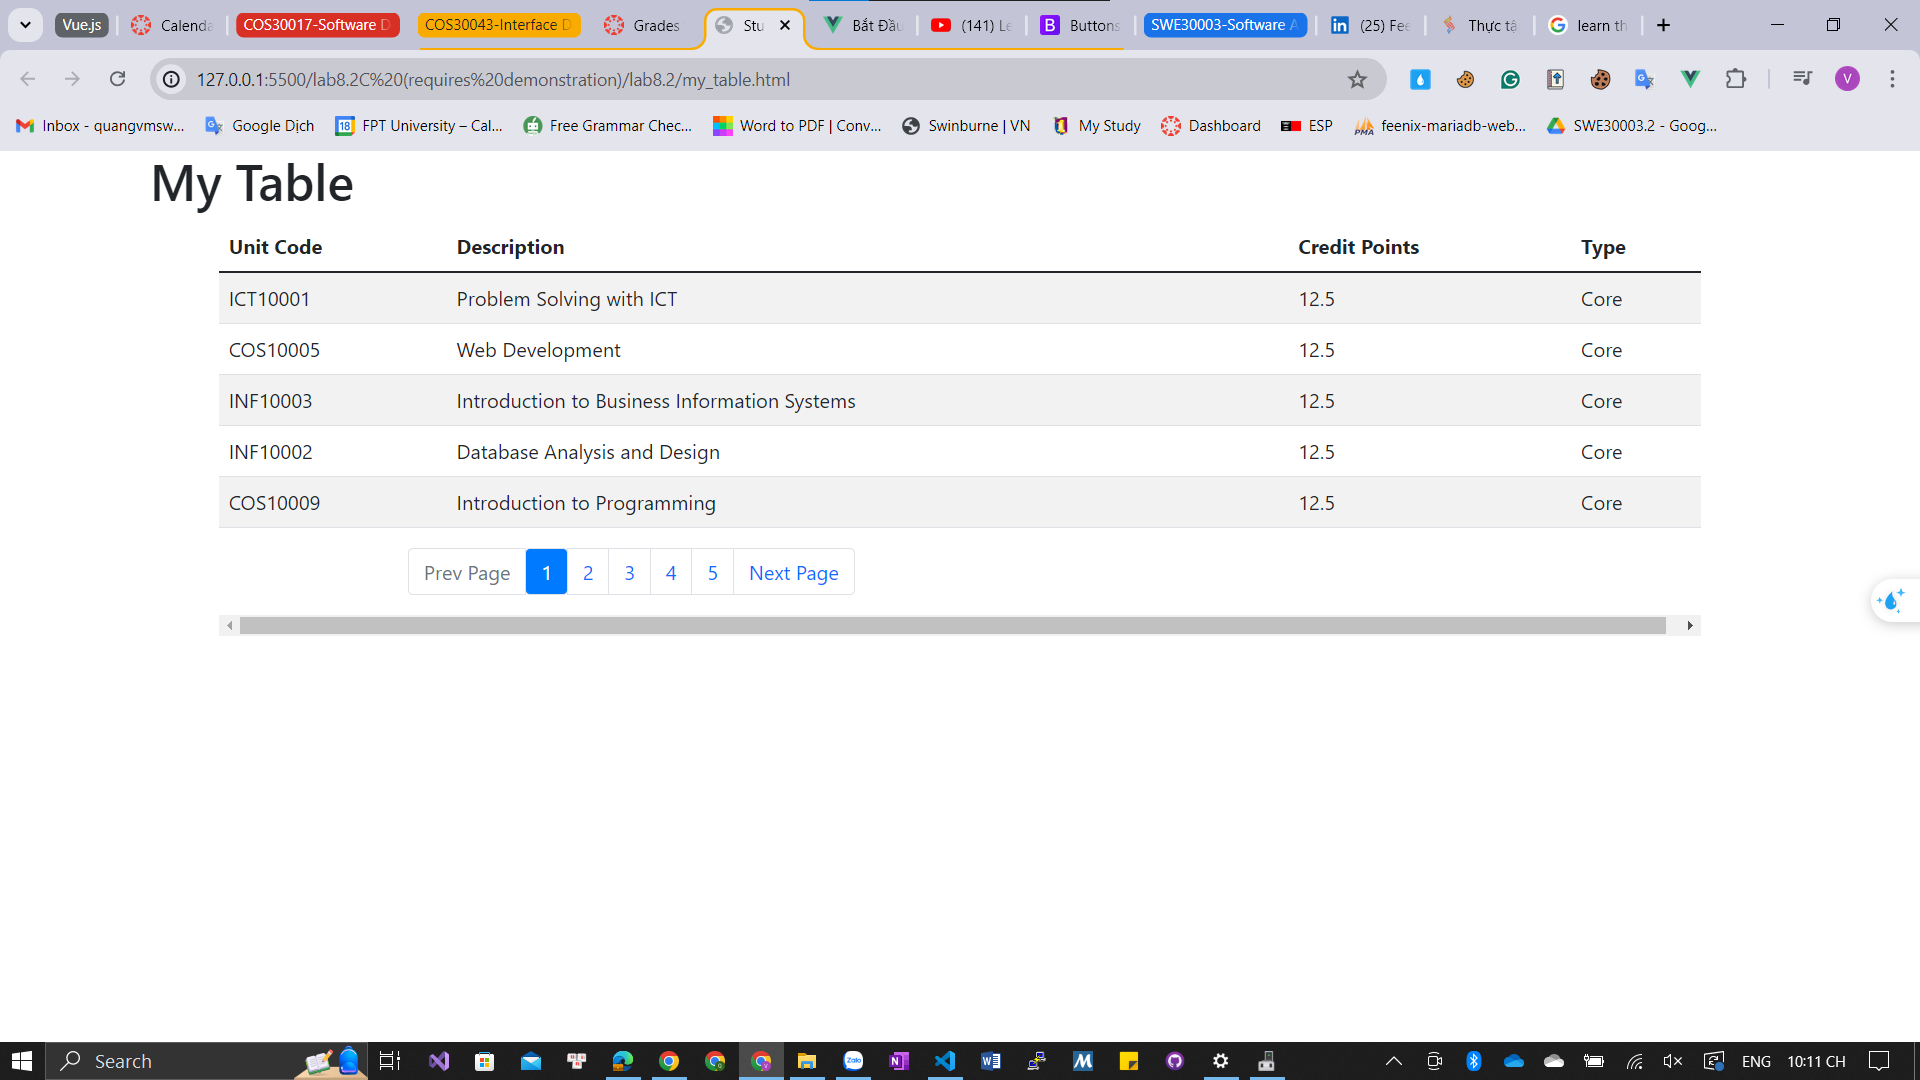 Vue.js Calenda COS30017-Software D COS30043-Interface D Grades Stu Bắt Đầu (141) Le Buttons SWE30003-Software A (25) Fee Thực tậ learn th
127.0.0.1:5500/lab8.2C%20(requires%20demonstration)/lab8.2/my_table.html
V
Inbox - quangvmsw... Google Dịch FPT University – Cal... Free Grammar Chec... Word to PDF | Conv... Swinburne | VN My Study Dashboard ESP feenix-mariadb-web... SWE30003.2 - Goog...
My Table
Unit Code Description Credit Points Type
ICT10001 Problem Solving with ICT 12.5 Core
COS10005 Web Development 12.5 Core
INF10003 Introduction to Business Information Systems 12.5 Core
INF10002 Database Analysis and Design 12.5 Core
COS10009 Introduction to Programming 12.5 Core
Prev Page 1 2 3 4 5 Next Page
Search ENG 10:11 CH